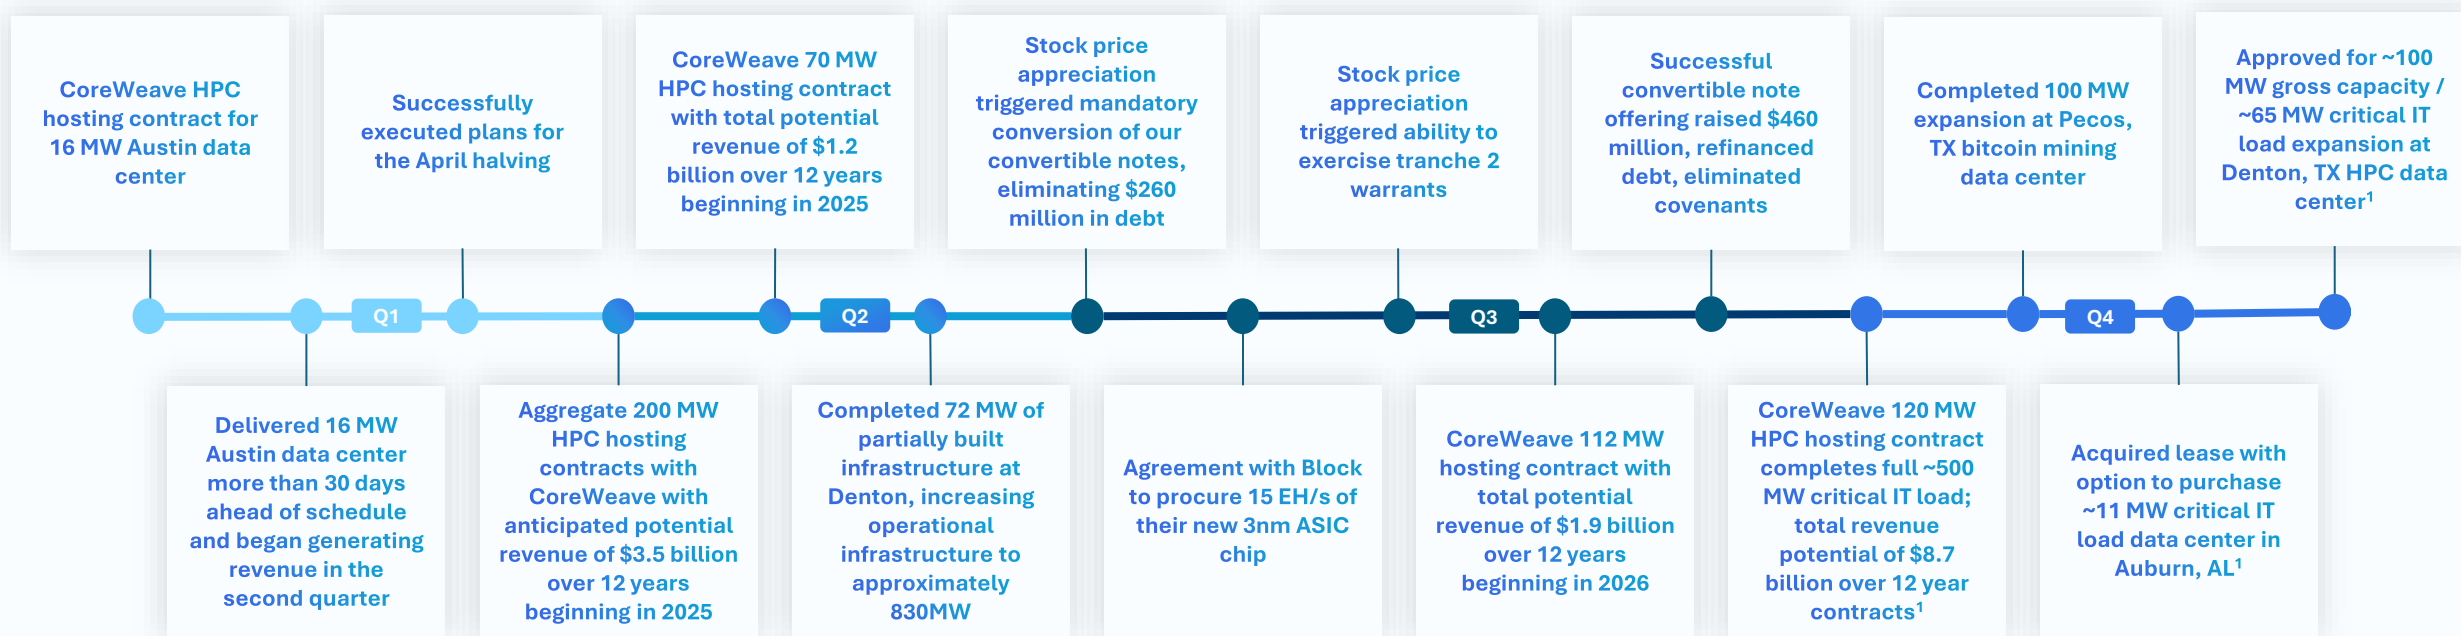 CoreWeave HPC
hosting contract for
16 MW Austin data
center
Successfully
executed plans for
the April halving
CoreWeave 70 MW
HPC hosting contract
with total potential
revenue of $1.2
billion over 12 years
beginning in 2025
Stock price
appreciation
triggered mandatory
conversion of our
convertible notes,
eliminating $260
million in debt
Stock price
appreciation
triggered ability to
exercise tranche 2
warrants
Successful
convertible note
offering raised $460
million, refinanced
debt, eliminated
covenants
Completed 100 MW
expansion at Pecos,
TX bitcoin mining
data center
Approved for ~100
MW gross capacity /
~65 MW critical IT
load expansion at
Denton, TX HPC data
center¹
Q1
Q2
Q3
Q4
Delivered 16 MW
Austin data center
more than 30 days
ahead of schedule
and began generating
revenue in the
second quarter
Aggregate 200 MW
HPC hosting
contracts with
CoreWeave with
anticipated potential
revenue of $3.5 billion
over 12 years
beginning in 2025
Completed 72 MW of
partially built
infrastructure at
Denton, increasing
operational
infrastructure to
approximately
830MW
Agreement with Block
to procure 15 EH/s of
their new 3nm ASIC
chip
CoreWeave 112 MW
hosting contract with
total potential
revenue of $1.9 billion
over 12 years
beginning in 2026
CoreWeave 120 MW
HPC hosting contract
completes full ~500
MW critical IT load;
total revenue
potential of $8.7
billion over 12 year
contracts¹
Acquired lease with
option to purchase
~11 MW critical IT
load data center in
Auburn, AL¹